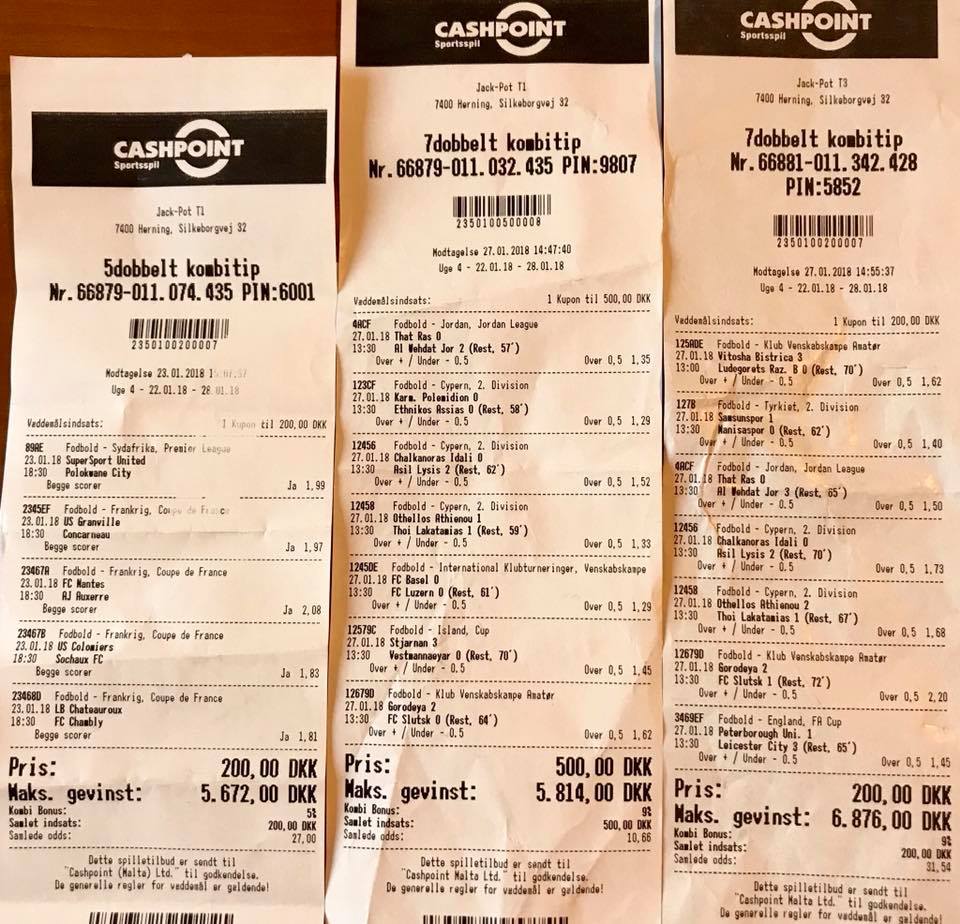 CASHPOINT
Sportsspil
Jack-Pot T1
7400 Herning, Silkeborgvej 32
5dobbelt kombitip
Nr.66879-011.074.435 PIN:6001
2350100200007
Modtagelse 23.01.2018
Uge 4 - 22.01.18 - 28.01.18
Væddemålsindsats: 1 Kupon til 200,00 DKK
89AE Fodbold - Sydafrika, Premier League
23.01.18 SuperSport United
18:30 Polokwane City
Begge scorer Ja 1,99
2345EF Fodbold - Frankrig, Coupe de France
23.01.18 US Granville
18:30 Concarneau
Begge scorer Ja 1,97
23467A Fodbold - Frankrig, Coupe de France
23.01.18 FC Nantes
18:30 AJ Auxerre
Begge scorer Ja 2,08
23467B Fodbold - Frankrig, Coupe de France
23.01.18 US Colomiers
18:30 Sochaux FC
Begge scorer Ja 1,83
23468D Fodbold - Frankrig, Coupe de France
23.01.18 LB Chateauroux
18:30 FC Chambly
Begge scorer Ja 1,81
Pris: 200,00 DKK
Maks. gevinst: 5.672,00 DKK
Kombi Bonus: 5%
Samlet indsats: 200,00 DKK
Samlede odds: 27,00
Dette spilletilbud er sendt til
"Cashpoint (Malta) Ltd." til godkendelse.
De generelle regler for væddemål er gældende!
CASHPOINT
Sportsspil
Jack-Pot T1
7400 Herning, Silkeborgvej 32
7dobbelt kombitip
Nr.66879-011.032.435 PIN:9807
2350100500008
Modtagelse 27.01.2018 14:47:40
Uge 4 - 22.01.18 - 28.01.18
Væddemålsindsats: 1 Kupon til 500,00 DKK
4ACF Fodbold - Jordan, Jordan League
27.01.18 That Ras 0
13:30 Al Wehdat Jor 2 (Rest, 57´)
Over + / Under - 0.5 Over 0,5 1,35
123CF Fodbold - Cypern, 2. Division
27.01.18 Karm. Polemidion 0
13:30 Ethnikos Assias 0 (Rest, 58´)
Over + / Under - 0.5 Over 0,5 1,29
12456 Fodbold - Cypern, 2. Division
27.01.18 Chalkanoras Idali 0
13:30 Asil Lysis 2 (Rest, 62´)
Over + / Under - 0.5 Over 0,5 1,52
12458 Fodbold - Cypern, 2. Division
27.01.18 Othellos Athienou 1
13:30 Thoi Lakatamias 1 (Rest, 59´)
Over + / Under - 0.5 Over 0,5 1,33
1245DE Fodbold - International Klubturneringer, Venskabskampe
27.01.18 FC Basel 0
13:30 FC Luzern 0 (Rest, 61´)
Over + / Under - 0.5 Over 0,5 1,29
12579C Fodbold - Island, Cup
27.01.18 Stjarnan 3
13:30 Vestmannaeyar 0 (Rest, 70´)
Over + / Under - 0.5 Over 0,5 1,45
12679D Fodbold - Klub Venskabskampe Amatør
27.01.18 Gorodeya 2
13:30 FC Slutsk 0 (Rest, 64´)
Over + / Under - 0.5 Over 0,5 1,62
Pris: 500,00 DKK
Maks. gevinst: 5.814,00 DKK
Kombi Bonus: 9%
Samlet indsats: 500,00 DKK
Samlede odds: 10,66
Dette spilletilbud er sendt til
"Cashpoint Malta Ltd." til godkendelse.
De generelle regler for væddemål er gældende!
CASHPOINT
Sportsspil
Jack-Pot T3
7400 Herning, Silkeborgvej 32
7dobbelt kombitip
Nr.66881-011.342.428
PIN:5852
2350100200007
Modtagelse 27.01.2018 14:55:37
Uge 4 - 22.01.18 - 28.01.18
Væddemålsindsats: 1 Kupon til 200,00 DKK
125ADE Fodbold - Klub Venskabskampe Amatør
27.01.18 Vitosha Bistrica 3
13:00 Ludogorets Raz. B 0 (Rest, 70´)
Over + / Under - 0.5 Over 0,5 1,62
127B Fodbold - Tyrkiet, 2. Division
27.01.18 Samsunspor 1
13:30 Manisaspor 0 (Rest, 62´)
Over + / Under - 0.5 Over 0,5 1,40
4ACF Fodbold - Jordan, Jordan League
27.01.18 That Ras 0
13:30 Al Wehdat Jor 3 (Rest, 65´)
Over + / Under - 0.5 Over 0,5 1,50
12456 Fodbold - Cypern, 2. Division
27.01.18 Chalkanoras Idali 0
13:30 Asil Lysis 2 (Rest, 70´)
Over + / Under - 0.5 Over 0,5 1,73
12458 Fodbold - Cypern, 2. Division
27.01.18 Othellos Athienou 2
13:30 Thoi Lakatamias 1 (Rest, 67´)
Over + / Under - 0.5 Over 0,5 1,68
12679D Fodbold - Klub Venskabskampe Amatør
27.01.18 Gorodeya 2
13:30 FC Slutsk 1 (Rest, 72´)
Over + / Under - 0.5 Over 0,5 2,20
3469EF Fodbold - England, FA Cup
27.01.18 Peterborough Uni. 1
13:30 Leicester City 3 (Rest, 65´)
Over + / Under - 0.5 Over 0,5 1,45
Pris: 200,00 DKK
Maks. gevinst: 6.876,00 DKK
Kombi Bonus: 9%
Samlet indsats: 200,00 DKK
Samlede odds: 31,54
Dette spilletilbud er sendt til
"Cashpoint Malta Ltd." til godkendelse.
De generelle regler for væddemål er gældende!